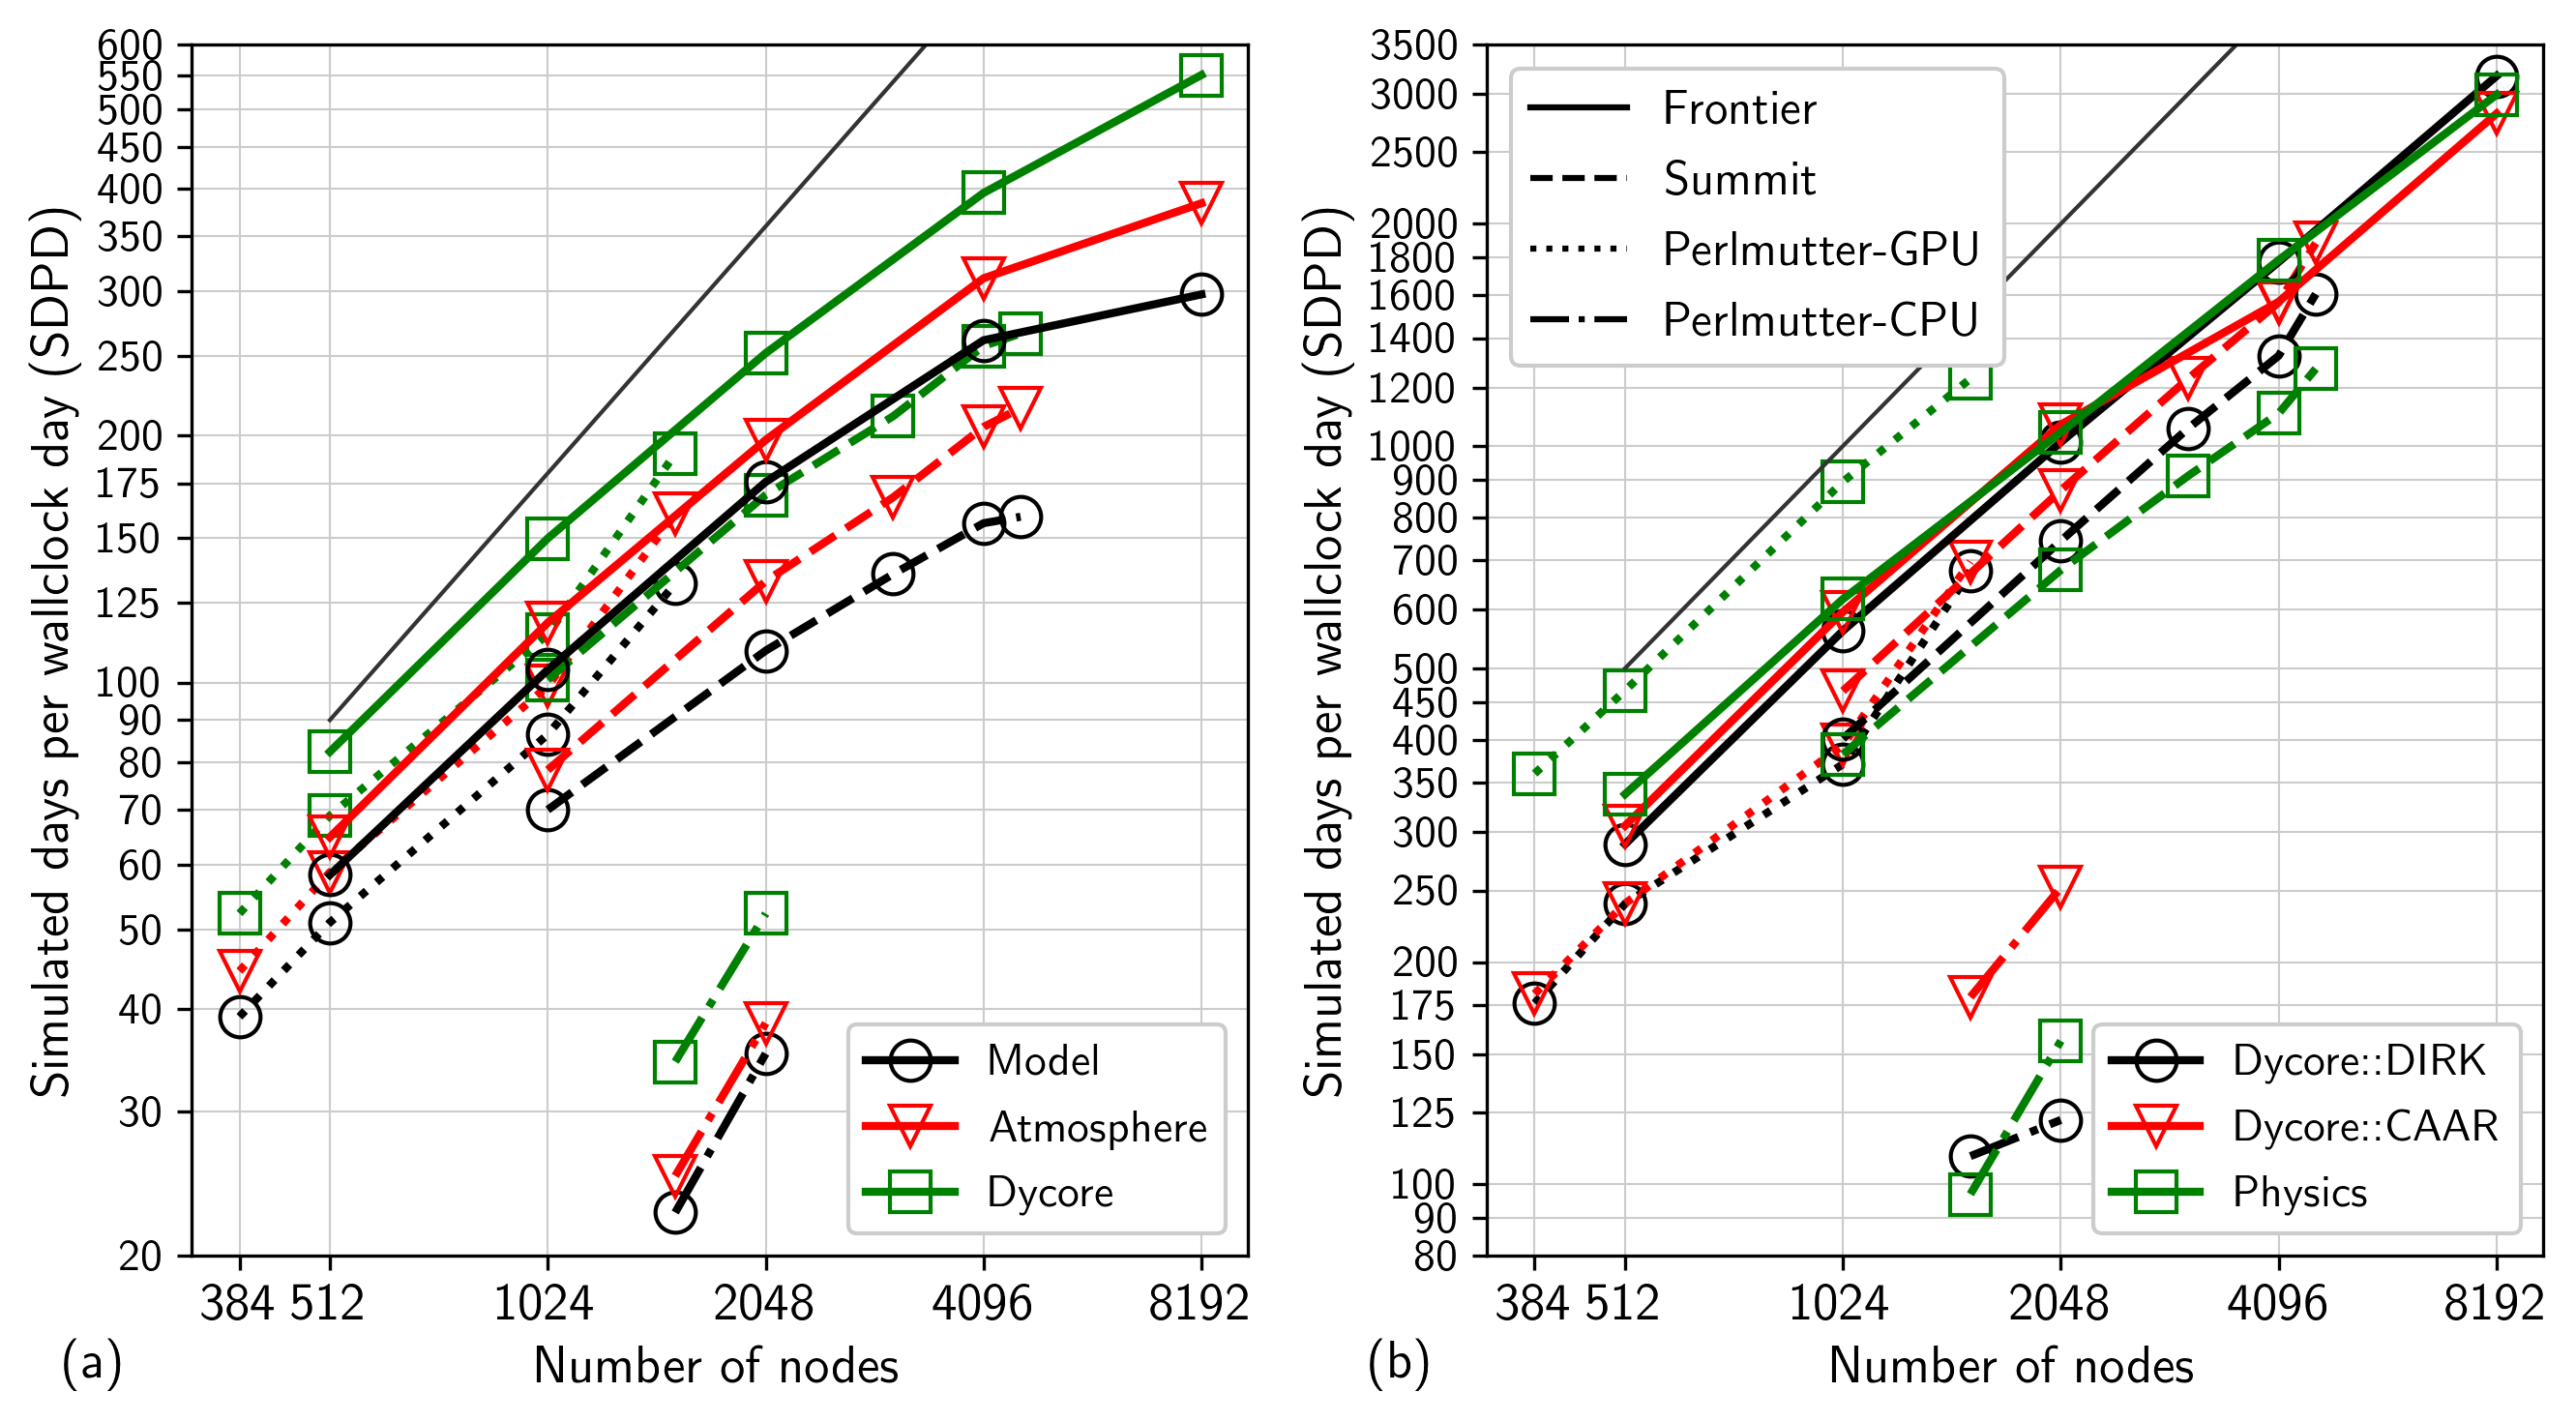 Simulated days per wallclock day (SDPD)
600
550
500
450
400
350
300
250
200
175
150
125
100
90
80
70
60
50
40
30
20
384 512 1024 2048 4096 8192
Number of nodes
(a)
Model
Atmosphere
Dycore
Simulated days per wallclock day (SDPD)
3500
3000
2500
2000
1800
1600
1400
1200
1000
900
800
700
600
500
450
400
350
300
250
200
175
150
125
100
90
80
384 512 1024 2048 4096 8192
Number of nodes
(b)
Frontier
Summit
Perlmutter-GPU
Perlmutter-CPU
Dycore::DIRK
Dycore::CAAR
Physics